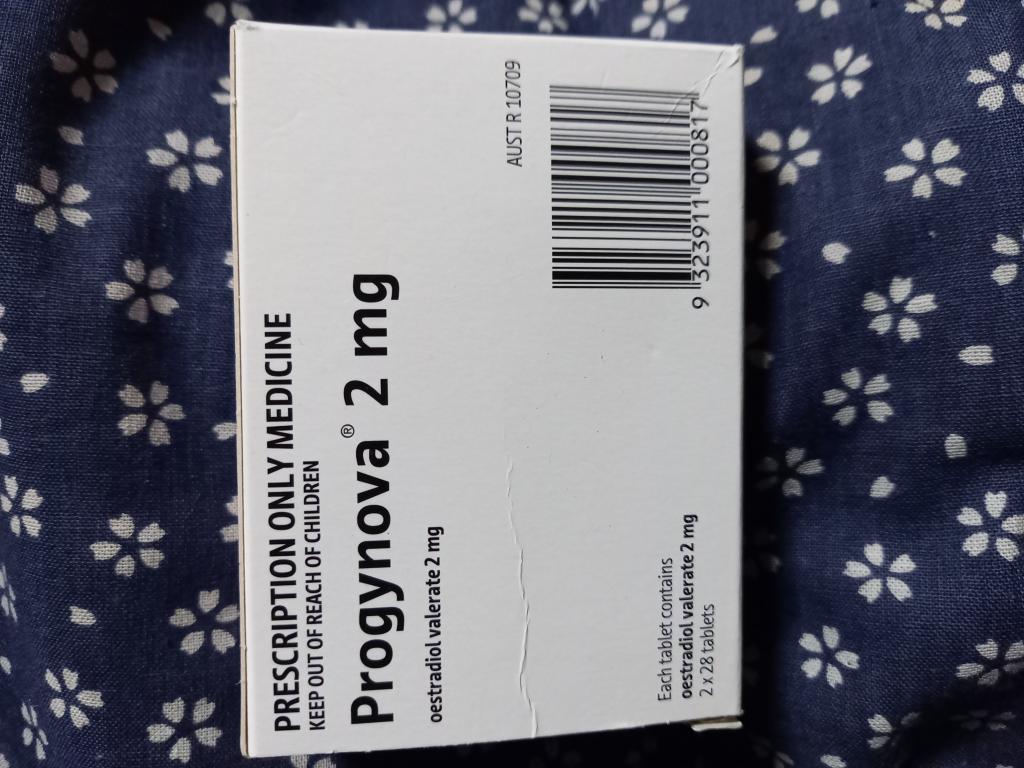 PRESCRIPTION ONLY MEDICINE
KEEP OUT OF REACH OF CHILDREN
Progynova® 2 mg
oestradiol valerate 2 mg
AUST R 10709
Each tablet contains
oestradiol valerate 2 mg
2 x 28 tablets
9 323911 000817